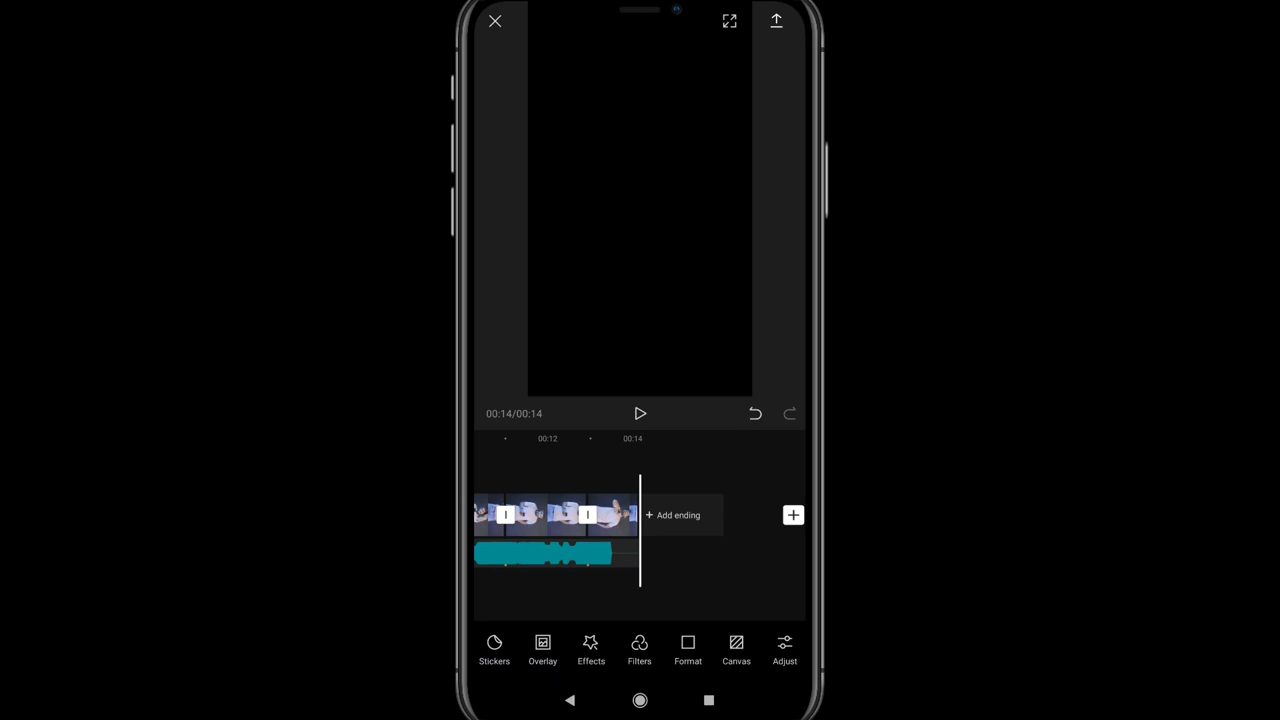 00:14/00:14
00:12 00:14
+ Add ending
Stickers Overlay Effects Filters Format Canvas Adjust